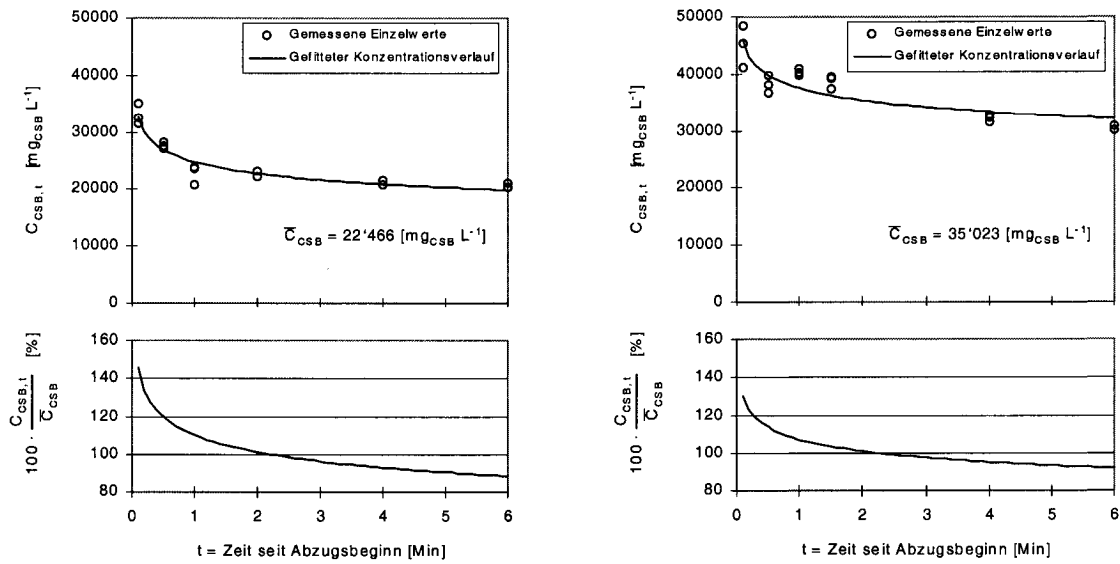 50000
40000
30000
20000
10000
0
C_CSB,t [mg_CSB L⁻¹]
Gemessene Einzelwerte
Gefitteter Konzentrationsverlauf
C̅_CSB = 22'466 [mg_CSB L⁻¹]
160
140
120
100
80
100 · C_CSB,t / C̅_CSB [%]
0 1 2 3 4 5 6
t = Zeit seit Abzugsbeginn [Min]
50000
40000
30000
20000
10000
0
C_CSB,t [mg_CSB L⁻¹]
Gemessene Einzelwerte
Gefitteter Konzentrationsverlauf
C̅_CSB = 35'023 [mg_CSB L⁻¹]
160
140
120
100
80
100 · C_CSB,t / C̅_CSB [%]
0 1 2 3 4 5 6
t = Zeit seit Abzugsbeginn [Min]